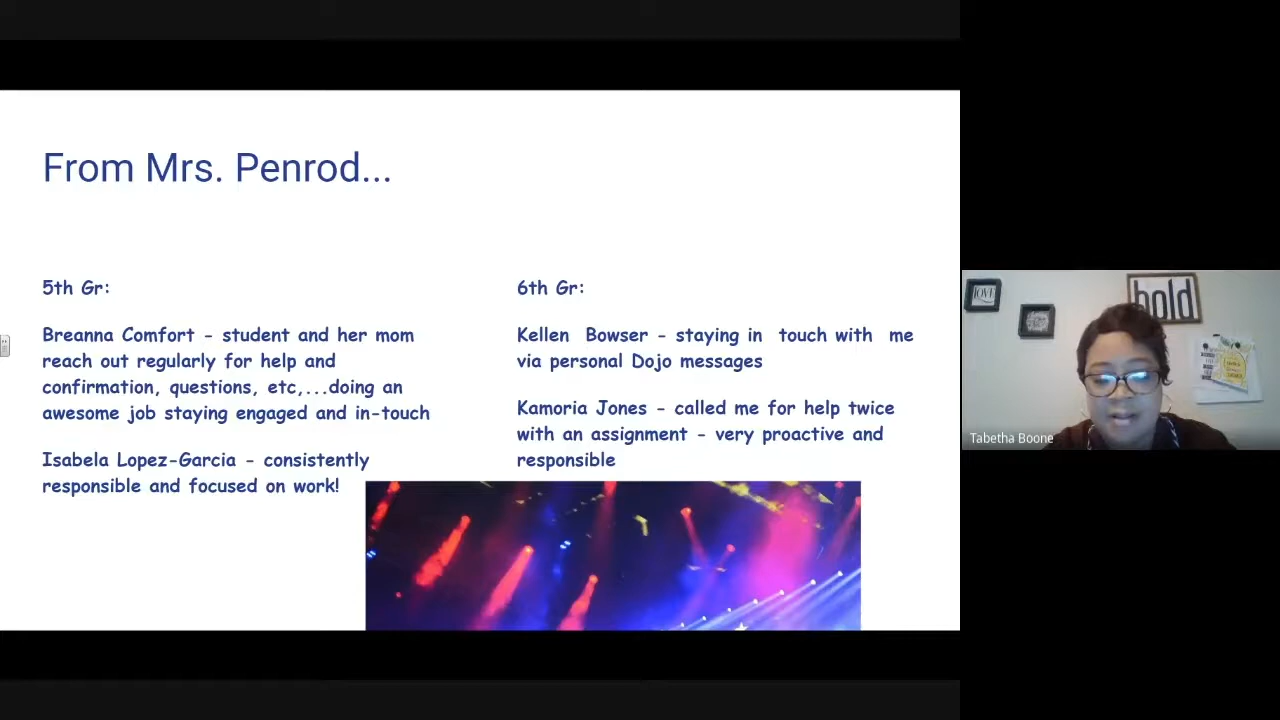 From Mrs. Penrod...
5th Gr:
Breanna Comfort - student and her mom
reach out regularly for help and
confirmation, questions, etc,...doing an
awesome job staying engaged and in-touch
Isabela Lopez-Garcia - consistently
responsible and focused on work!
6th Gr:
Kellen Bowser - staying in touch with me
via personal Dojo messages
Kamoria Jones - called me for help twice
with an assignment - very proactive and
responsible
LOVE
bold
Tabetha Boone